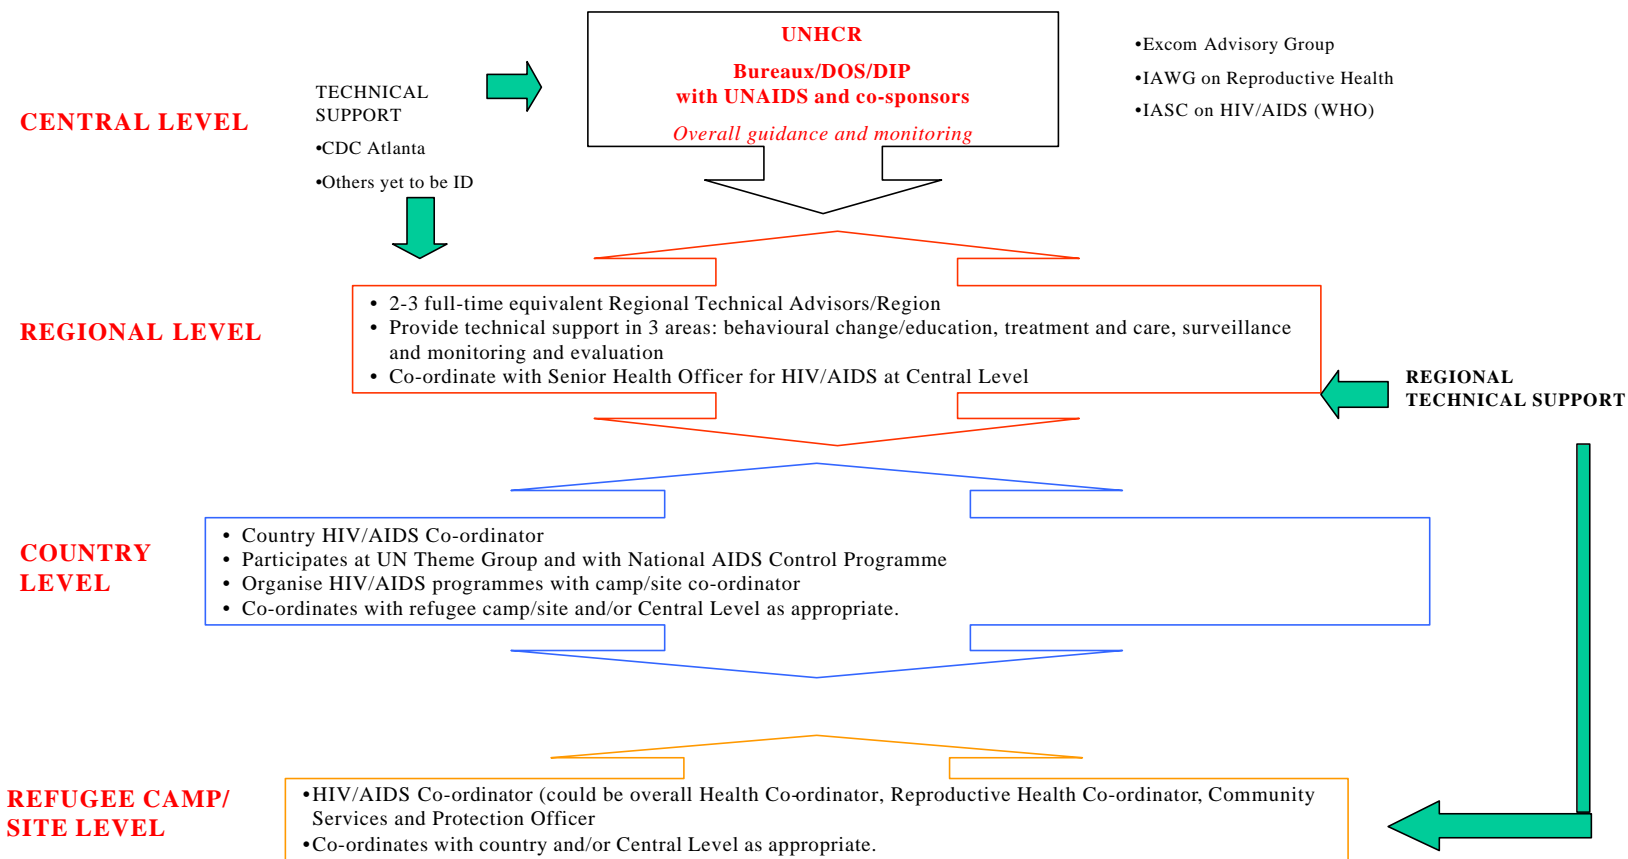 UNHCR
Bureaux/DOS/DIP
with UNAIDS and co-sponsors
Overall guidance and monitoring
•Excom Advisory Group
•IAWG on Reproductive Health
•IASC on HIV/AIDS (WHO)
TECHNICAL
SUPPORT
•CDC Atlanta
•Others yet to be ID
CENTRAL LEVEL
REGIONAL LEVEL
• 2-3 full-time equivalent Regional Technical Advisors/Region
• Provide technical support in 3 areas: behavioural change/education, treatment and care, surveillance
and monitoring and evaluation
• Co-ordinate with Senior Health Officer for HIV/AIDS at Central Level
REGIONAL
TECHNICAL SUPPORT
COUNTRY
LEVEL
• Country HIV/AIDS Co-ordinator
• Participates at UN Theme Group and with National AIDS Control Programme
• Organise HIV/AIDS programmes with camp/site co-ordinator
• Co-ordinates with refugee camp/site and/or Central Level as appropriate.
REFUGEE CAMP/
SITE LEVEL
•HIV/AIDS Co-ordinator (could be overall Health Co-ordinator, Reproductive Health Co-ordinator, Community
Services and Protection Officer
•Co-ordinates with country and/or Central Level as appropriate.